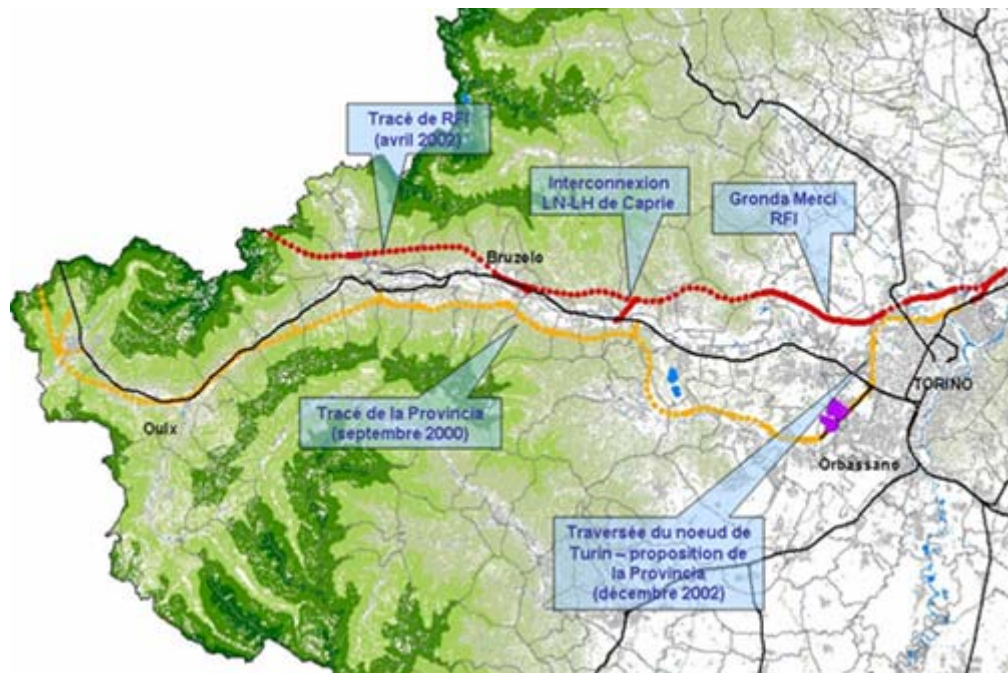 Tracé de RFI
(avril 2002)
Interconnexion
LN-LH de Caprie
Gronda Merci
RFI
Bruzolo
TORINO
Tracé de la Provincia
(septembre 2000)
Oulx
Orbassano
Traversée du noeud de
Turin – proposition de
la Provincia
(décembre 2002)